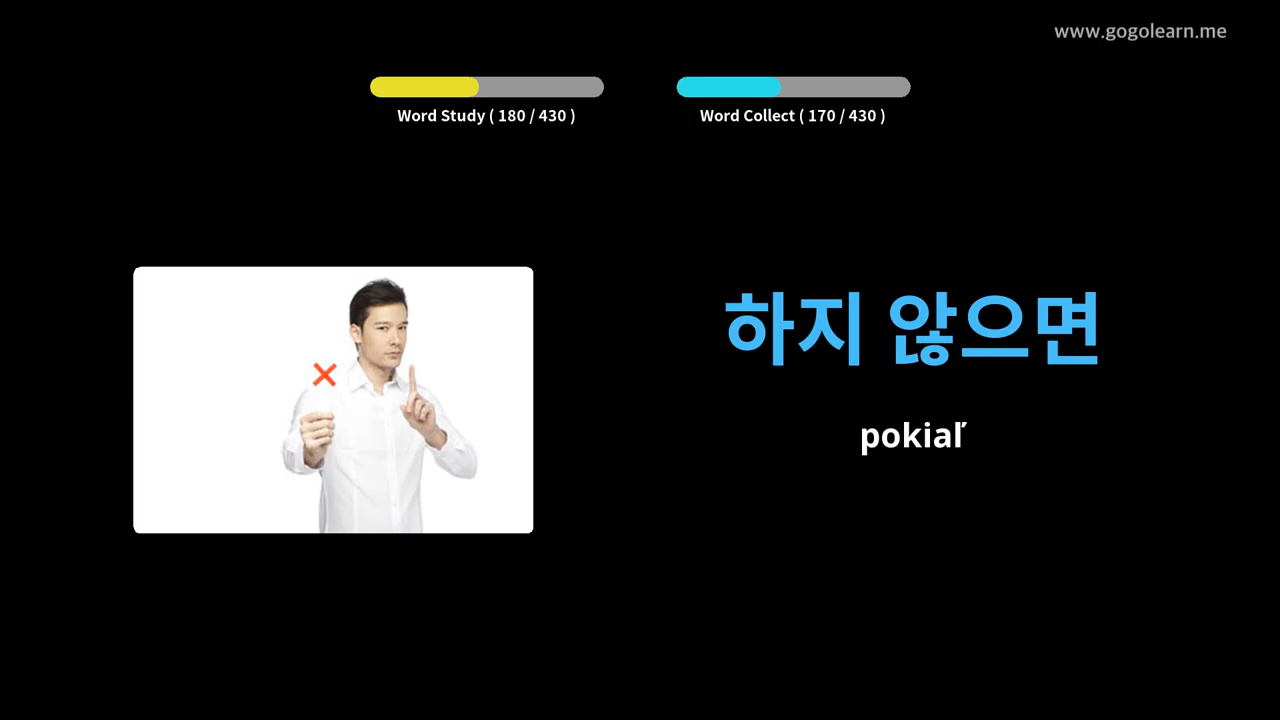 www.gogolearn.me
Word Study ( 180 / 430 )
Word Collect ( 170 / 430 )
하지 않으면
pokiaľ